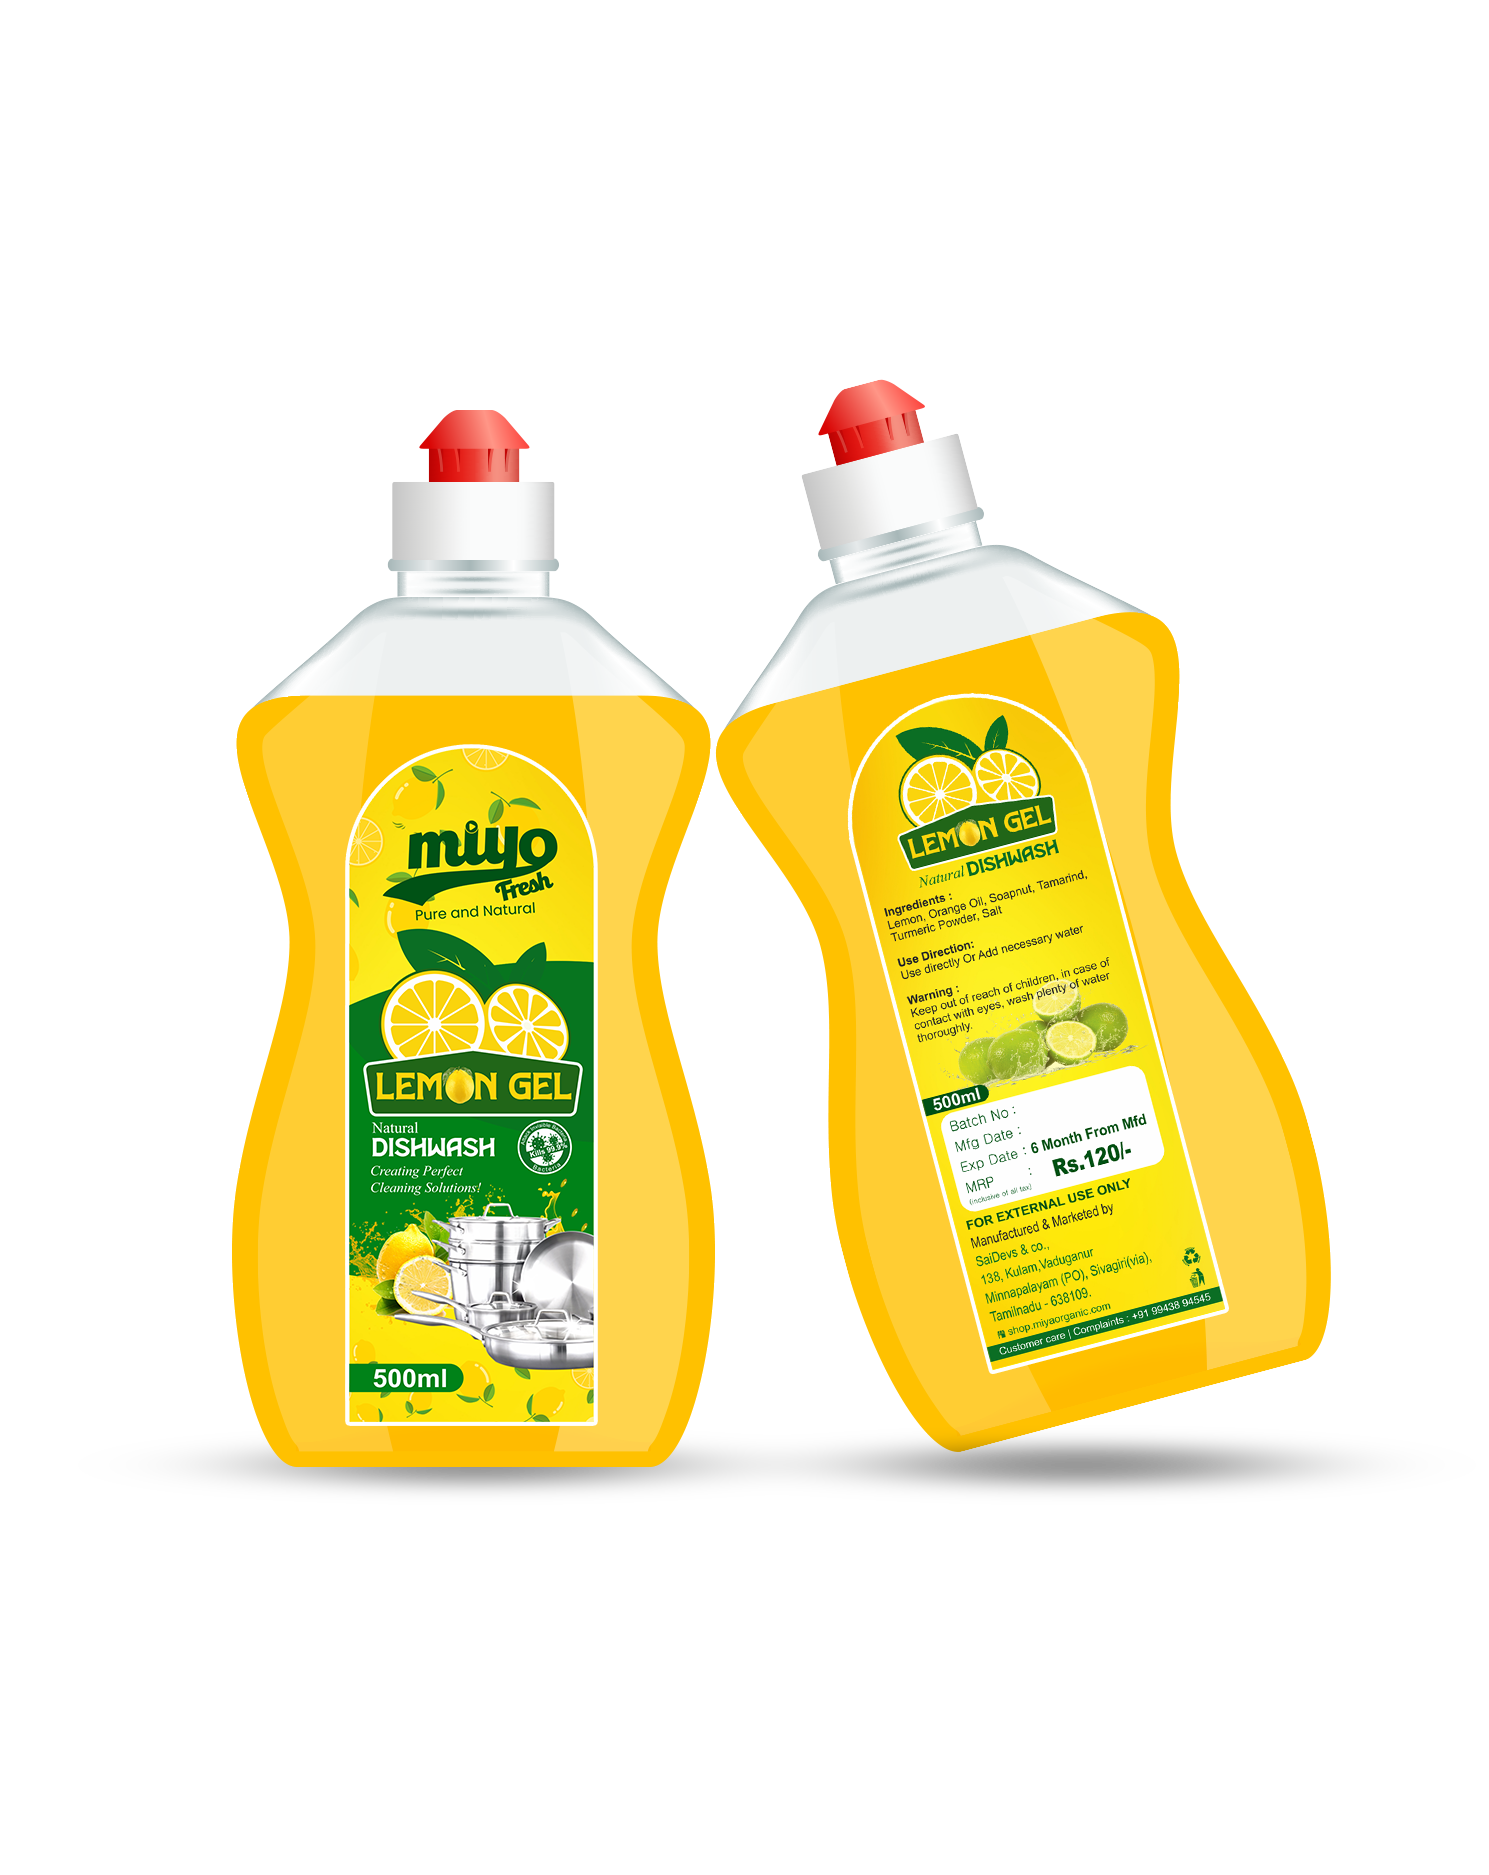 miyo
Fresh
Pure and Natural
LEMON GEL
Natural
DISHWASH
Creating Perfect
Cleaning Solutions!
Kills 99.9%
Bacteria
500ml
LEMON GEL
Natural DISHWASH
Ingredients :
Lemon, Orange Oil, Soapnut, Tamarind,
Turmeric Powder, Salt
Use Direction:
Use directly Or Add necessary water
Warning :
Keep out of reach of children, in case of
contact with eyes, wash plenty of water
thoroughly.
500ml
Batch No :
Mfg Date :
Exp Date : 6 Month From Mfd
MRP : Rs.120/-
(inclusive of all tax)
FOR EXTERNAL USE ONLY
Manufactured & Marketed by
SaiDevs & co.,
138, Kulam,Vaduganur
Minnapalayam (PO), Sivagiri(via),
Tamilnadu - 638109.
shop.miyaorganic.com
Customer care | Complaints : +91 99438 94545